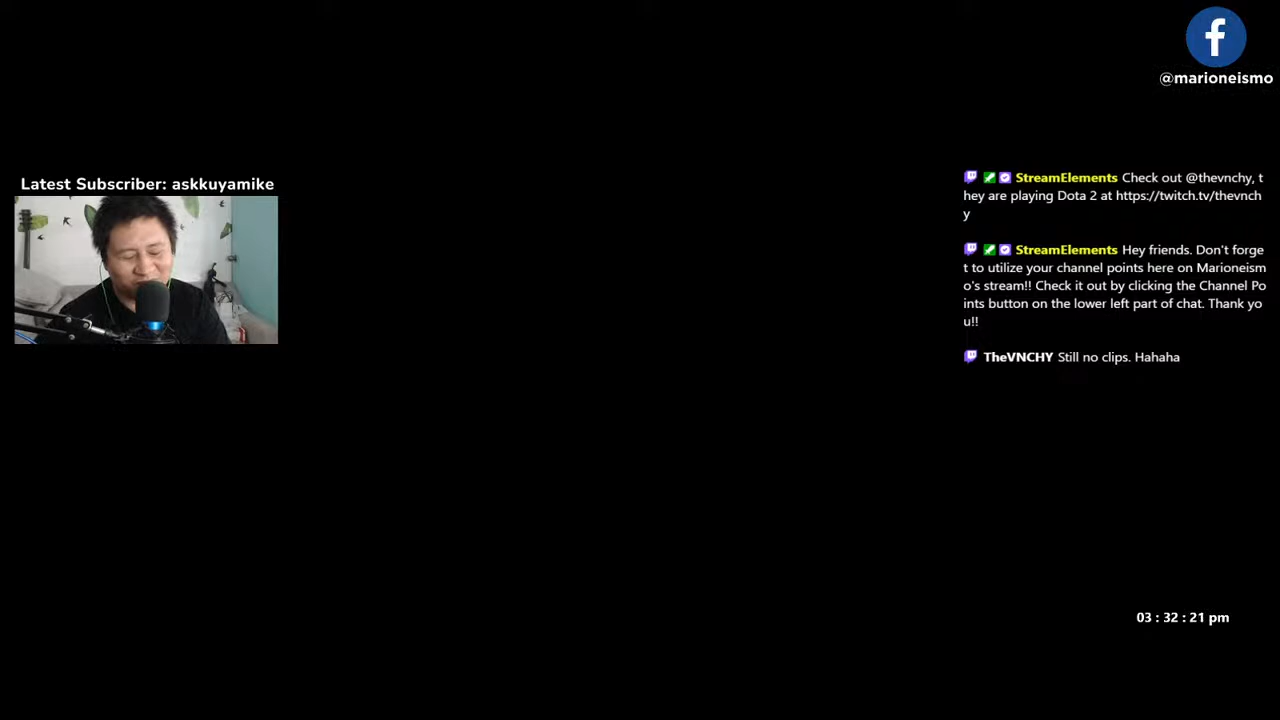 @marioneismo
Latest Subscriber: askkuyamike
StreamElements Check out @thevnchy, t
hey are playing Dota 2 at https://twitch.tv/thevnch
y
StreamElements Hey friends. Don't forge
t to utilize your channel points here on Marioneism
o's stream!! Check it out by clicking the Channel Po
ints button on the lower left part of chat. Thank yo
u!!
TheVNCHY Still no clips. Hahaha
03 : 32 : 21 pm